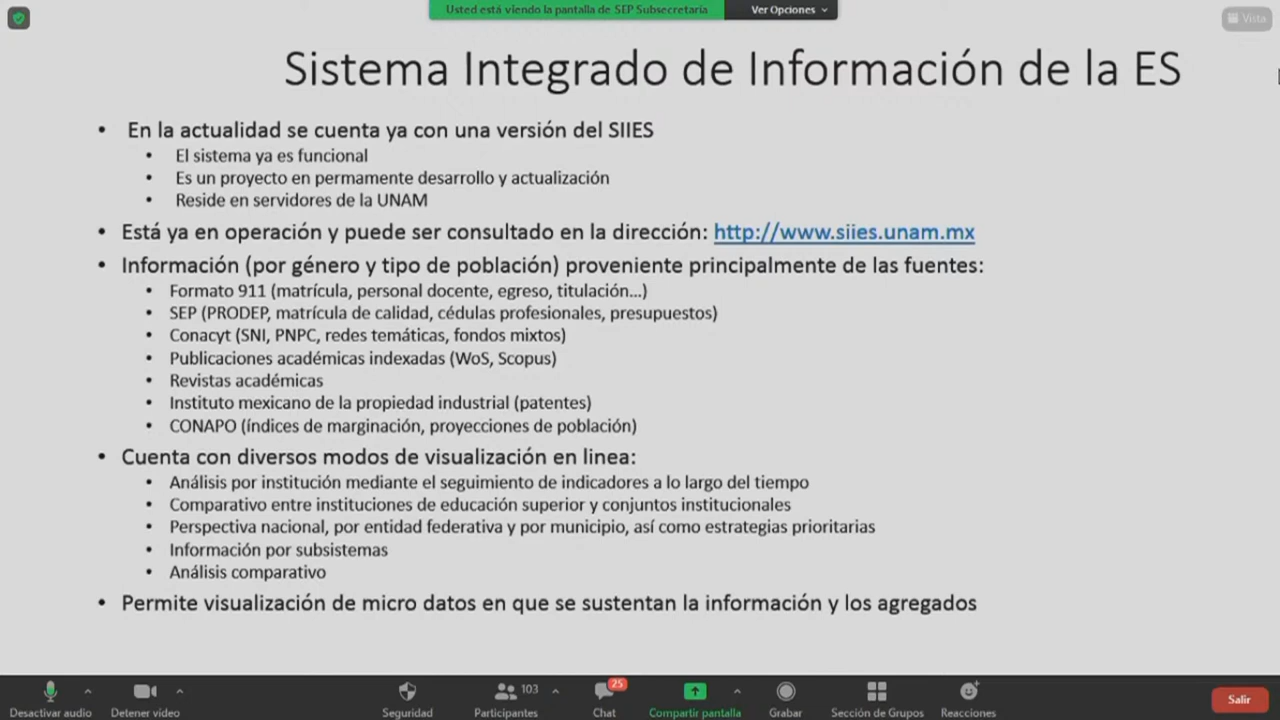 Usted está viendo la pantalla de SEP Subsecretaría
Ver Opciones
Vista
Sistema Integrado de Información de la ES
• En la actualidad se cuenta ya con una versión del SIIES
• El sistema ya es funcional
• Es un proyecto en permamente desarrollo y actualización
• Reside en servidores de la UNAM
• Está ya en operación y puede ser consultado en la dirección: http://www.siies.unam.mx
• Información (por género y tipo de población) proveniente principalmente de las fuentes:
• Formato 911 (matrícula, personal docente, egreso, titulación...)
• SEP (PRODEP, matrícula de calidad, cédulas profesionales, presupuestos)
• Conacyt (SNI, PNPC, redes temáticas, fondos mixtos)
• Publicaciones académicas indexadas (WoS, Scopus)
• Revistas académicas
• Instituto mexicano de la propiedad industrial (patentes)
• CONAPO (índices de marginación, proyecciones de población)
• Cuenta con diversos modos de visualización en linea:
• Análisis por institución mediante el seguimiento de indicadores a lo largo del tiempo
• Comparativo entre instituciones de educación superior y conjuntos institucionales
• Perspectiva nacional, por entidad federativa y por municipio, así como estrategias prioritarias
• Información por subsistemas
• Análisis comparativo
• Permite visualización de micro datos en que se sustentan la información y los agregados
103
25
Desactivar audio
Detener video
Seguridad
Participantes
Chat
Compartir pantalla
Grabar
Sección de Grupos
Reacciones
Salir